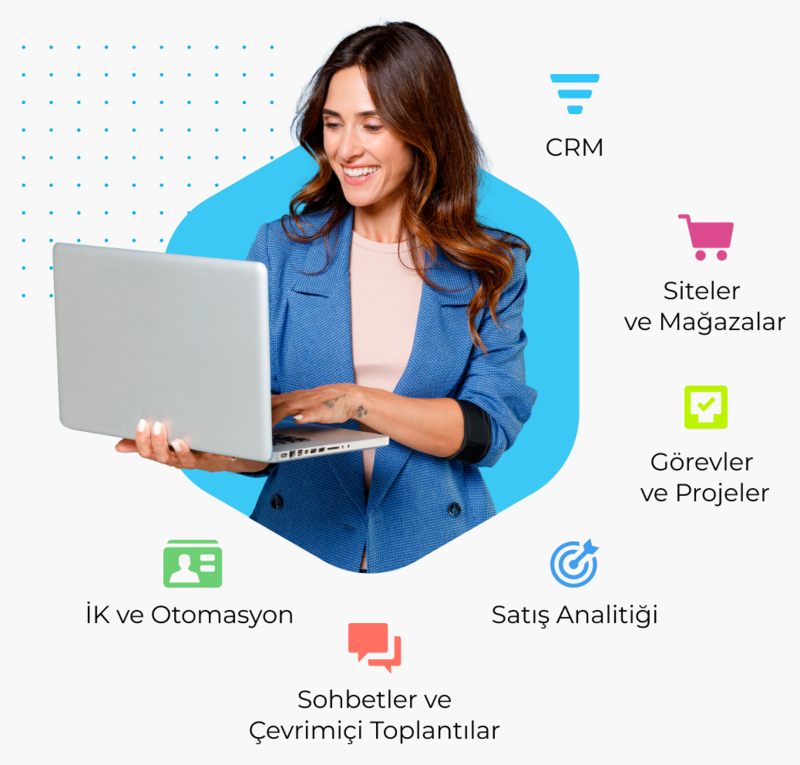 CRM
Siteler
ve Mağazalar
Görevler
ve Projeler
Satış Analitiği
İK ve Otomasyon
Sohbetler ve
Çevrimiçi Toplantılar